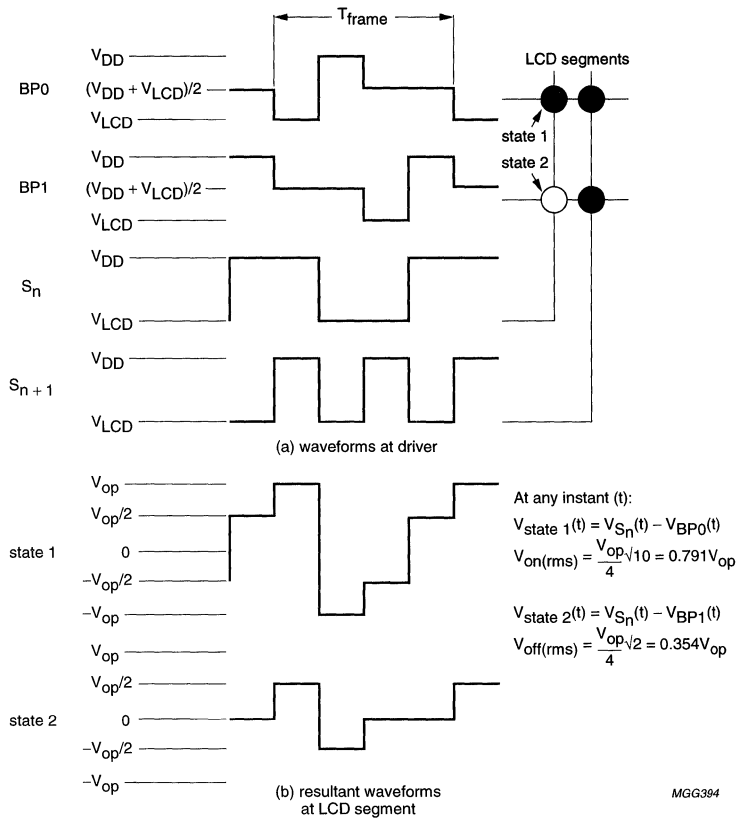 Tframe
VDD
BP0 (VDD + VLCD)/2
VLCD
LCD segments
state 1
state 2
VDD
BP1 (VDD + VLCD)/2
VLCD
VDD
Sn
VLCD
VDD
Sn + 1
VLCD
(a) waveforms at driver
Vop
Vop/2
state 1 0
−Vop/2
−Vop
Vop
Vop/2
state 2 0
−Vop/2
−Vop
At any instant (t):
Vstate 1(t) = VSn(t) − VBP0(t)
Von(rms) = Vop/4 √10 = 0.791Vop
Vstate 2(t) = VSn(t) − VBP1(t)
Voff(rms) = Vop/4 √2 = 0.354Vop
(b) resultant waveforms
at LCD segment
MGG394